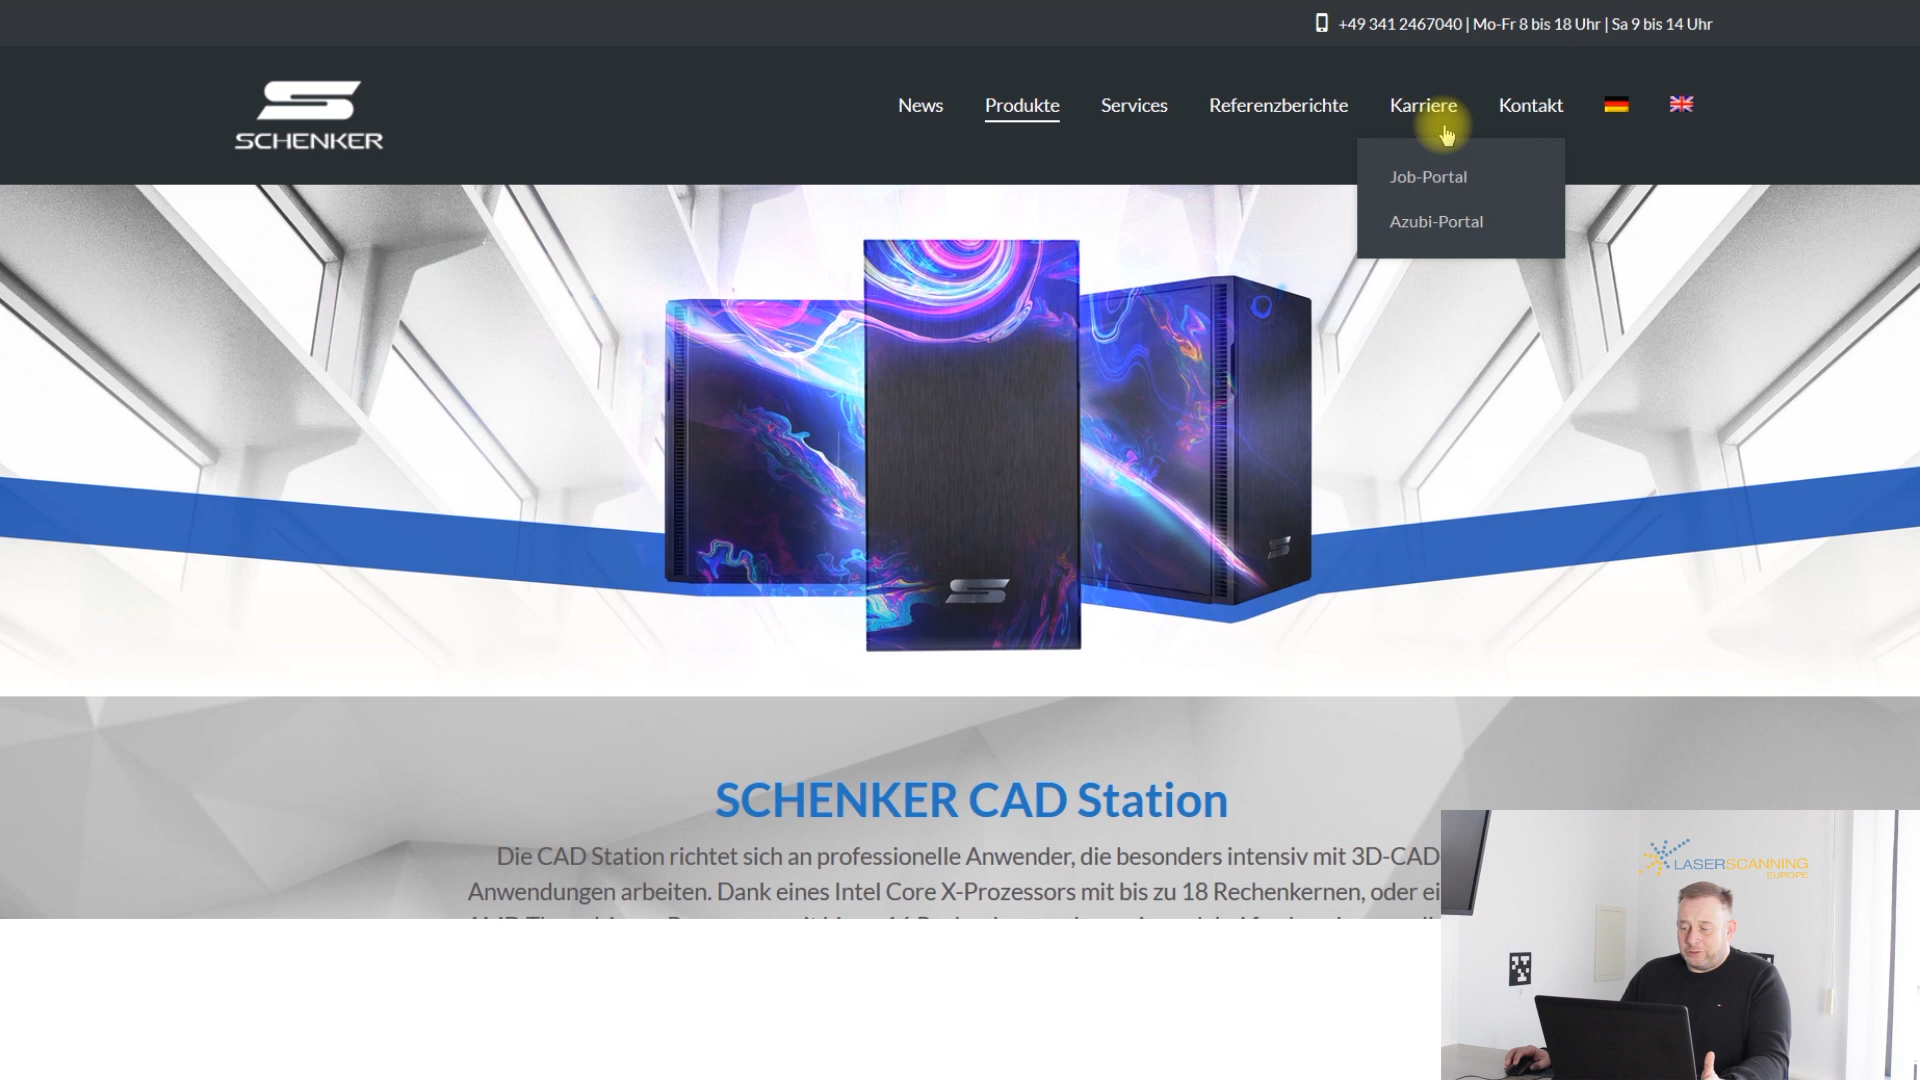 +49 341 2467040 | Mo-Fr 8 bis 18 Uhr | Sa 9 bis 14 Uhr
SCHENKER
News Produkte Services Referenzberichte Karriere Kontakt
Job-Portal
Azubi-Portal
SCHENKER CAD Station
Die CAD Station richtet sich an professionelle Anwender, die besonders intensiv mit 3D-CAD
Anwendungen arbeiten. Dank eines Intel Core X-Prozessors mit bis zu 18 Rechenkernen, oder ei
LASERSCANNING
EUROPE